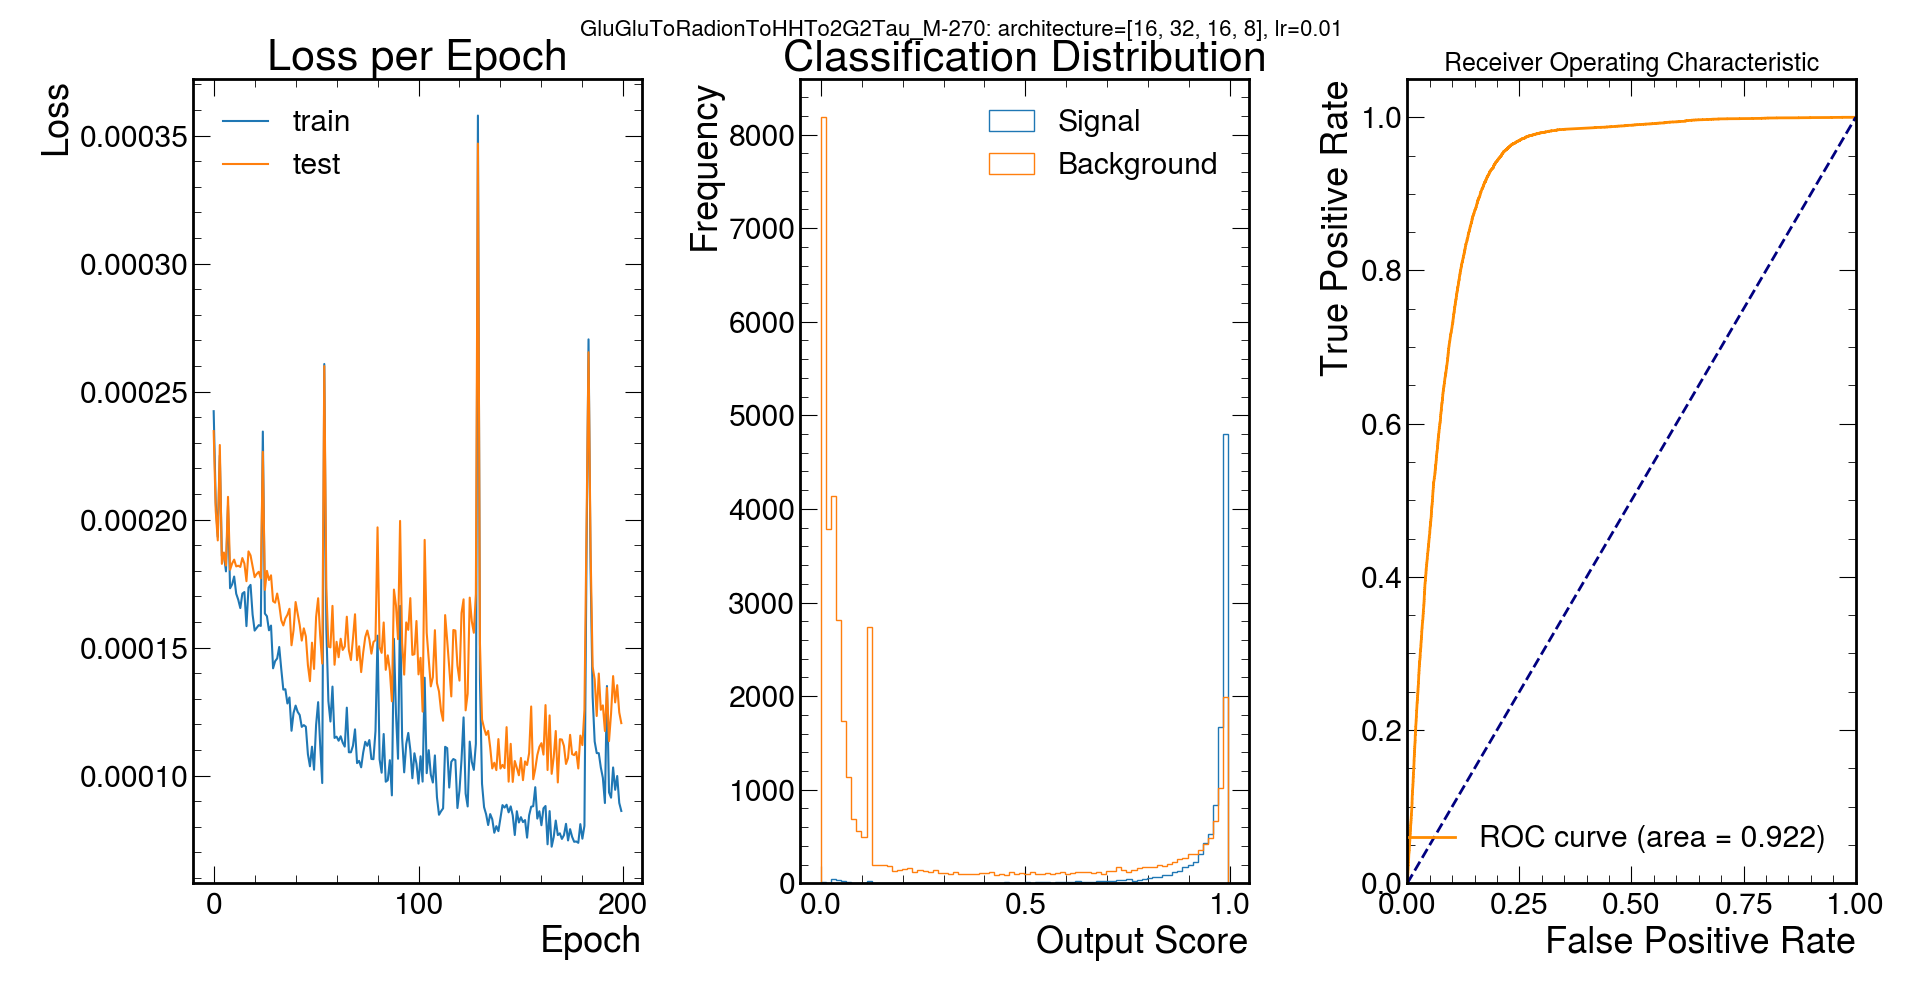 GluGluToRadionToHHTo2G2Tau_M-270: architecture=[16, 32, 16, 8], lr=0.01
Loss per Epoch
Loss
0.00035
0.00030
0.00025
0.00020
0.00015
0.00010
train
test
0
100
200
Epoch
Classification Distribution
Frequency
8000
7000
6000
5000
4000
3000
2000
1000
0
Signal
Background
0.0
0.5
1.0
Output Score
Receiver Operating Characteristic
True Positive Rate
1.0
0.8
0.6
0.4
0.2
0.0
ROC curve (area = 0.922)
0.00
0.25
0.50
0.75
1.00
False Positive Rate